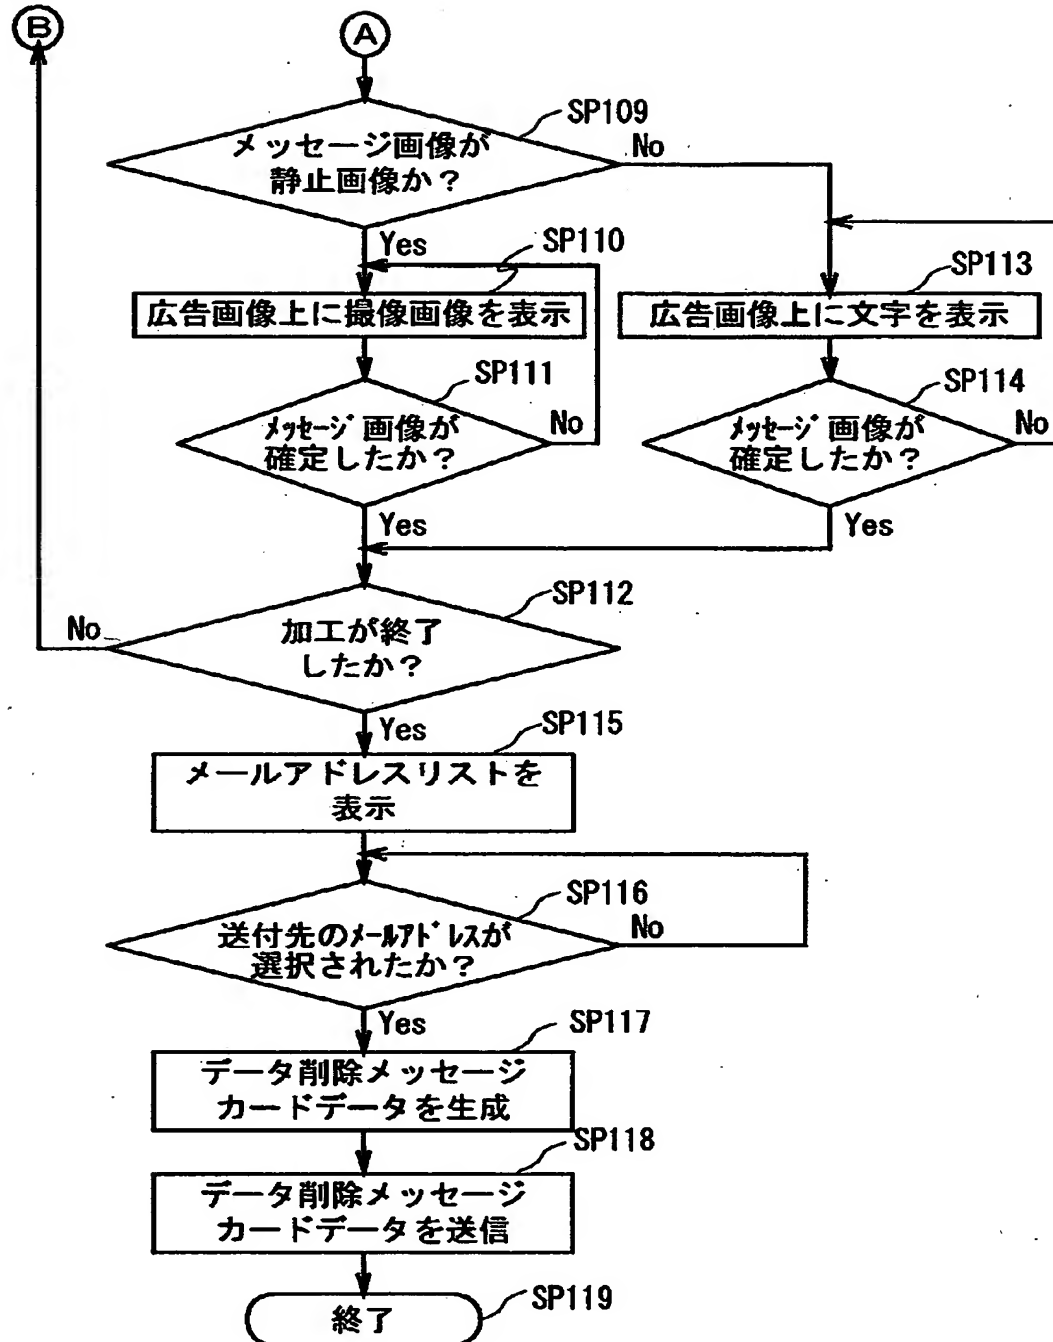 B
A
SP109
メッセージ画像が
静止画像か?
No
Yes
SP110
広告画像上に撮像画像を表示
SP113
広告画像上に文字を表示
SP111
メッセージ画像が
確定したか?
No
SP114
メッセージ画像が
確定したか?
No
Yes
Yes
SP112
加工が終了
したか?
No
Yes
SP115
メールアドレスリストを
表示
SP116
送付先のメールアドレスが
選択されたか?
No
Yes
SP117
データ削除メッセージ
カードデータを生成
SP118
データ削除メッセージ
カードデータを送信
SP119
終了